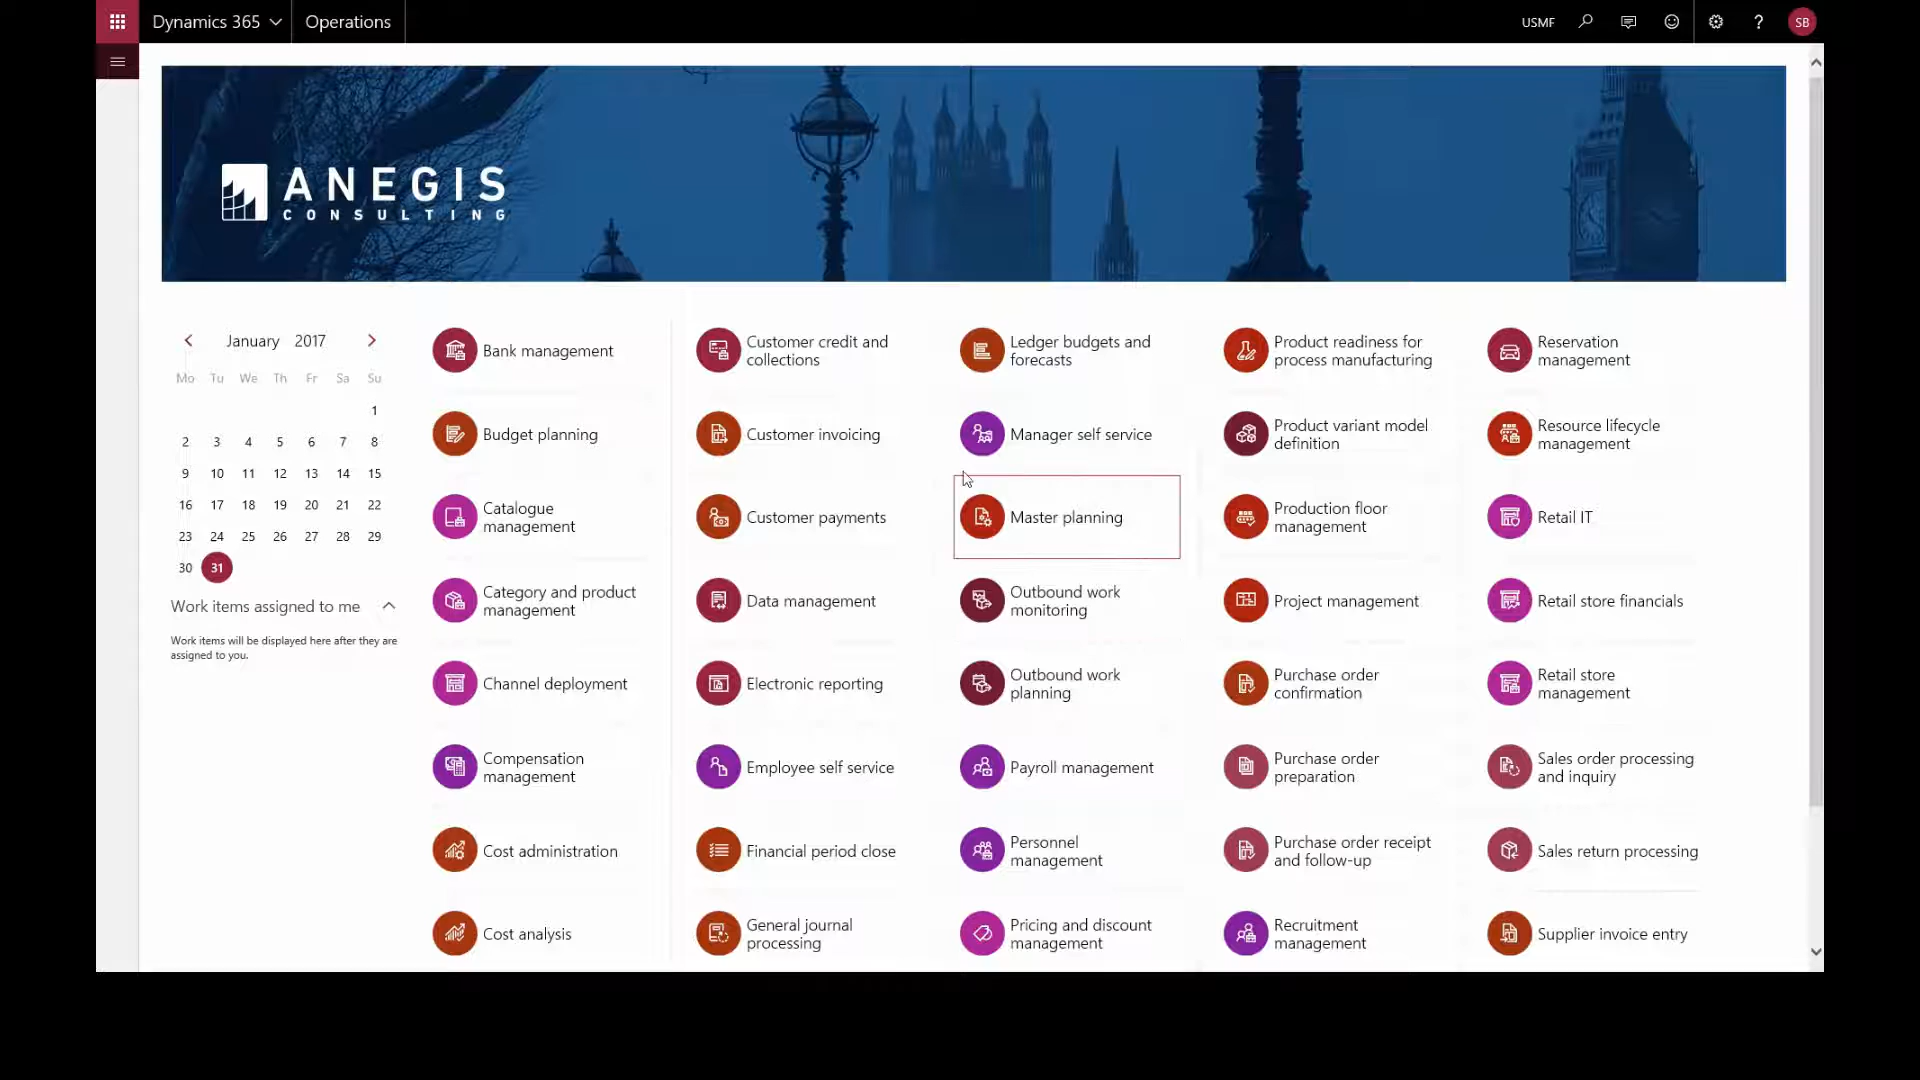 Dynamics 365
Operations
USMF
?
SB
ANEGIS
CONSULTING
January 2017
Mo Tu We Th Fr Sa Su
1
2 3 4 5 6 7 8
9 10 11 12 13 14 15
16 17 18 19 20 21 22
23 24 25 26 27 28 29
30 31
Work items assigned to me
Work items will be displayed here after they are
assigned to you.
Bank management
Budget planning
Catalogue
management
Category and product
management
Channel deployment
Compensation
management
Cost administration
Cost analysis
Customer credit and
collections
Customer invoicing
Customer payments
Data management
Electronic reporting
Employee self service
Financial period close
General journal
processing
Ledger budgets and
forecasts
Manager self service
Master planning
Outbound work
monitoring
Outbound work
planning
Payroll management
Personnel
management
Pricing and discount
management
Product readiness for
process manufacturing
Product variant model
definition
Production floor
management
Project management
Purchase order
confirmation
Purchase order
preparation
Purchase order receipt
and follow-up
Recruitment
management
Reservation
management
Resource lifecycle
management
Retail IT
Retail store financials
Retail store
management
Sales order processing
and inquiry
Sales return processing
Supplier invoice entry